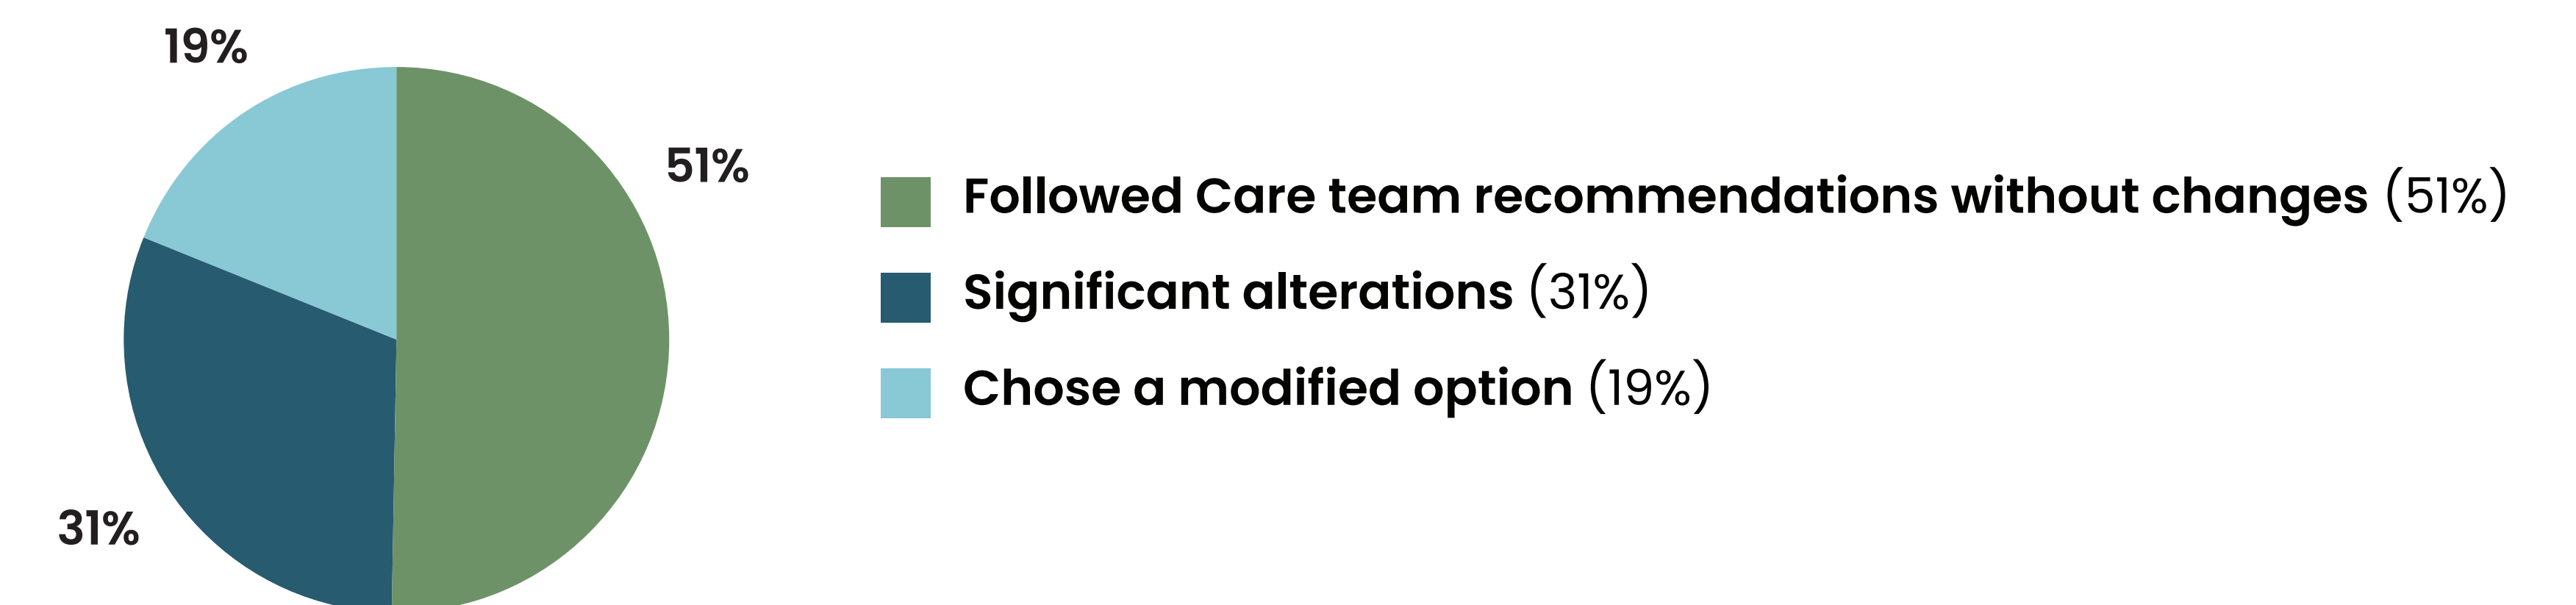 19%
51%
31%
Followed Care team recommendations without changes (51%)
Significant alterations (31%)
Chose a modified option (19%)